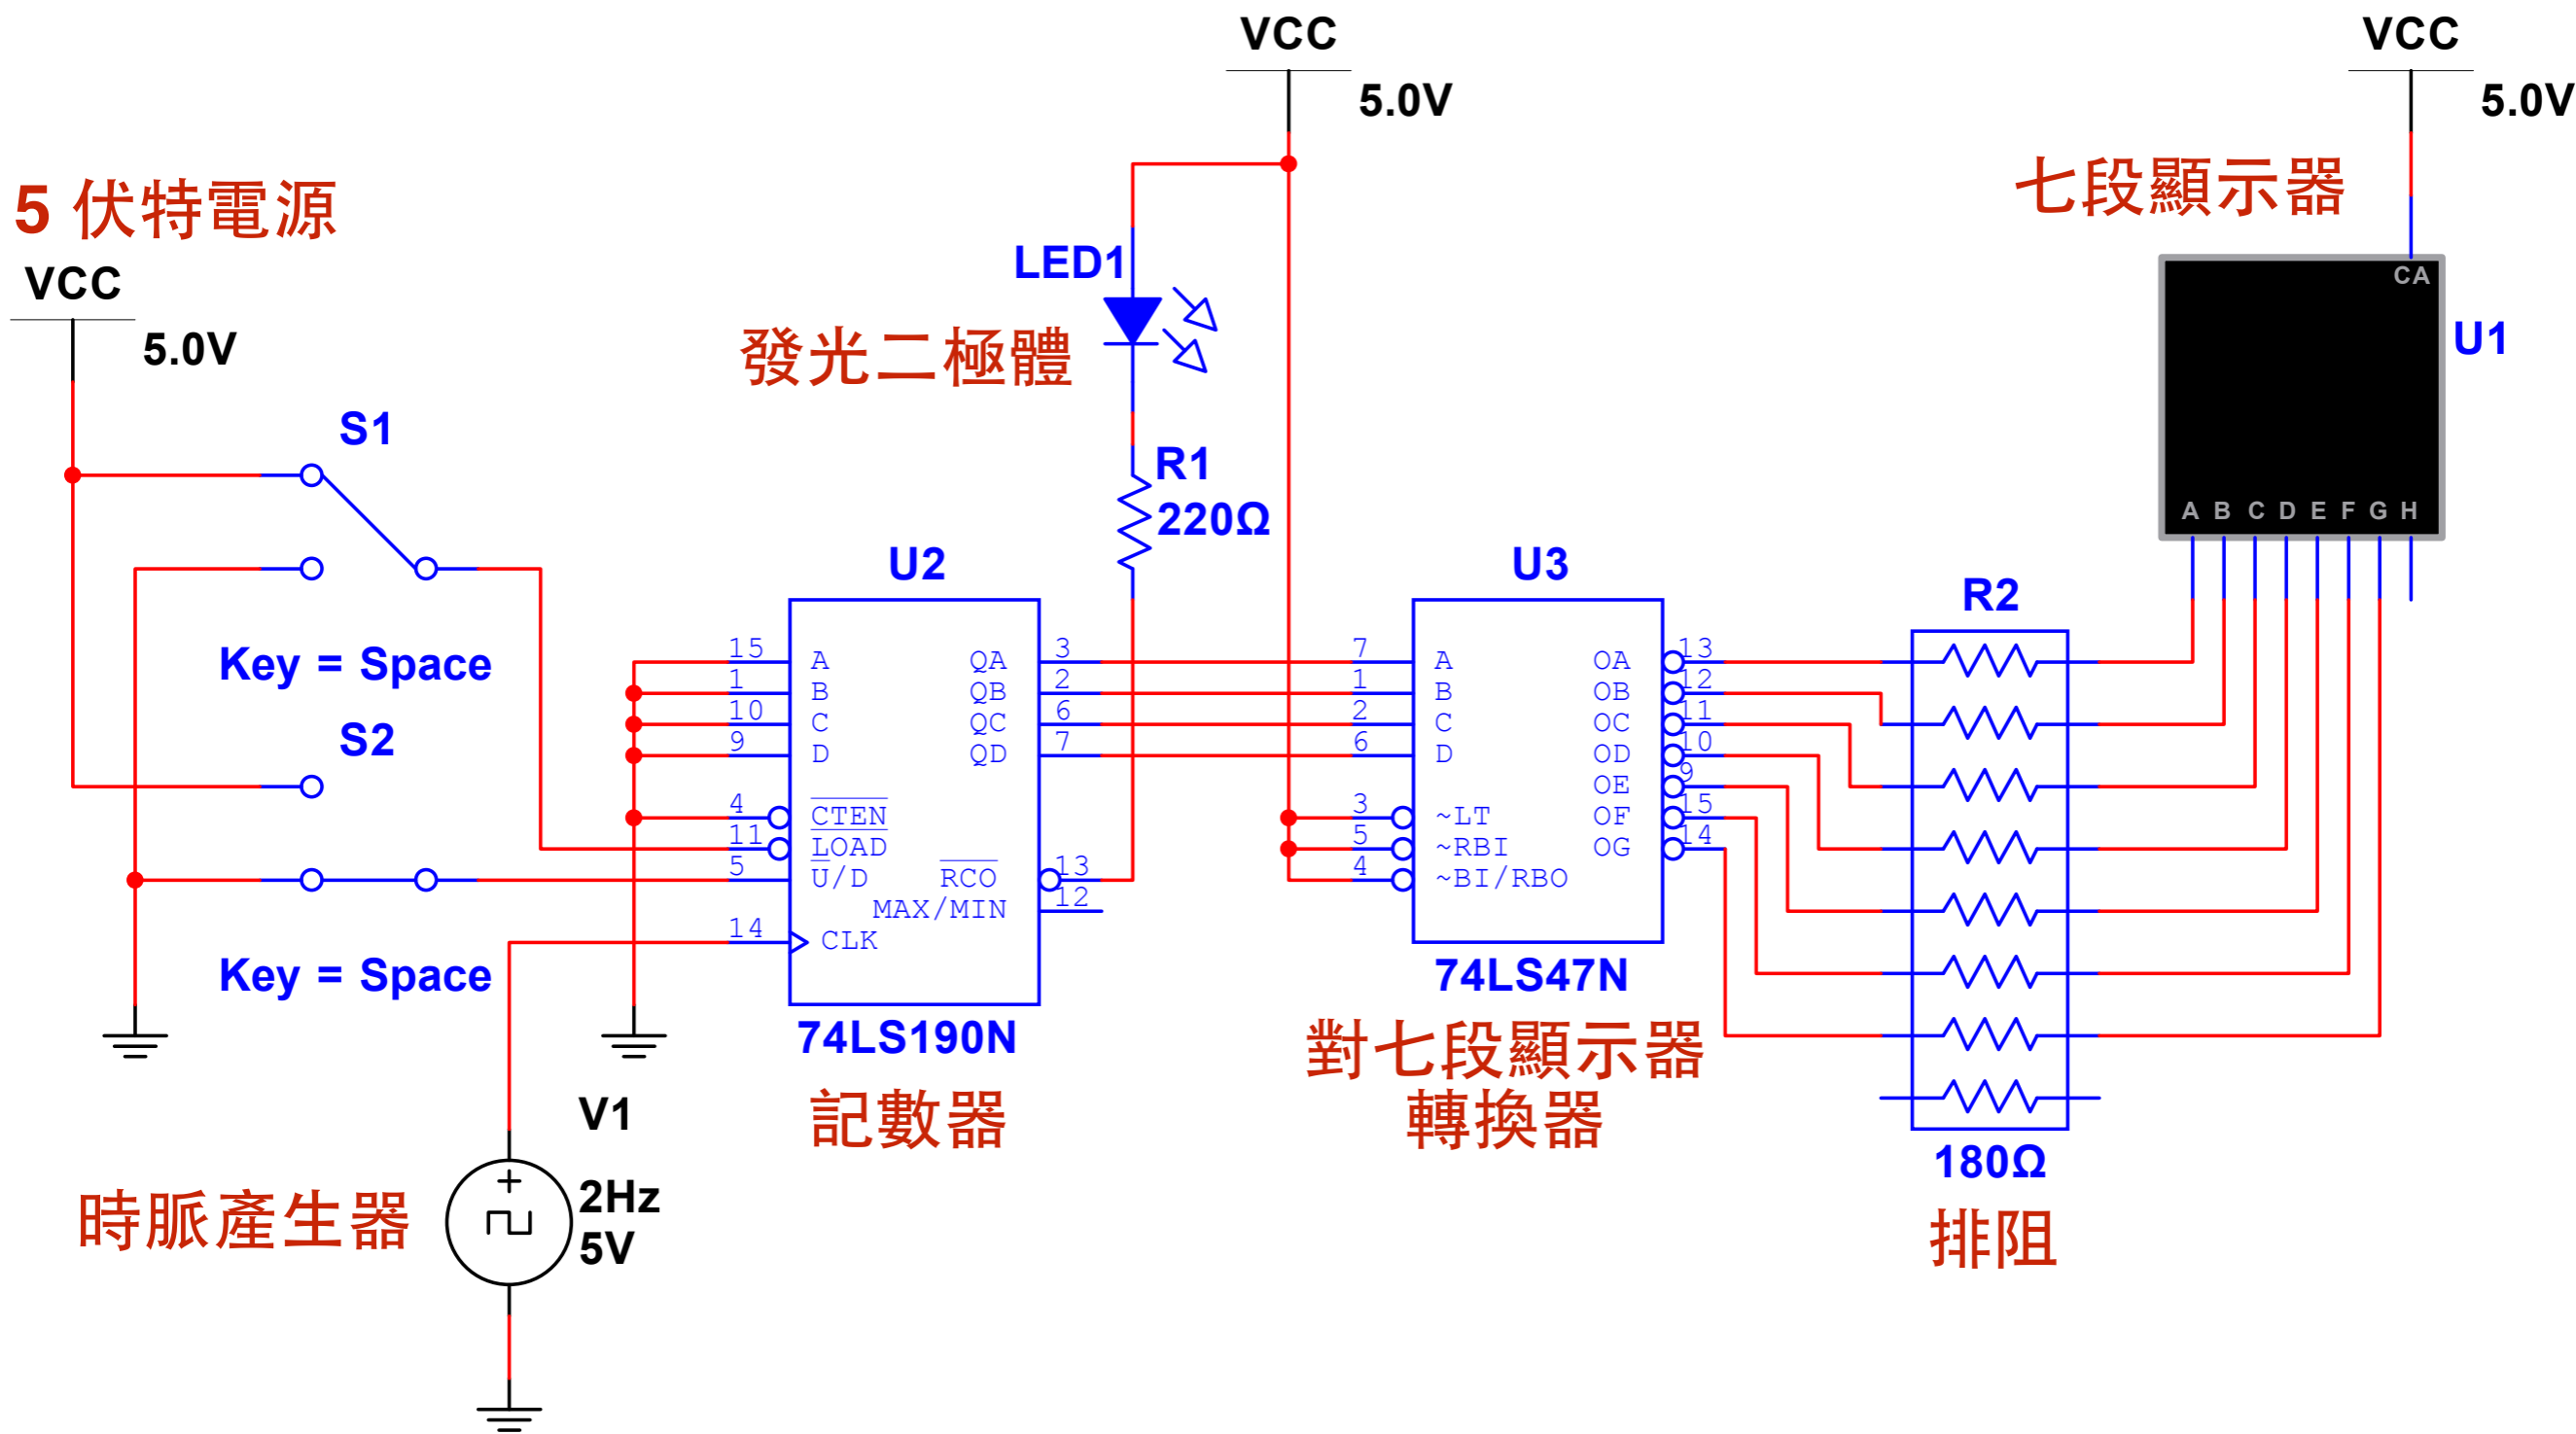 VCC
5.0V
VCC
5.0V
5 伏特電源
VCC
5.0V
七段顯示器
CA
U1
A B C D E F G H
LED1
發光二極體
R1
220Ω
S1
Key = Space
S2
Key = Space
U2
15 A QA 3
1 B QB 2
10 C QC 6
9 D QD 7
4 CTEN
11 LOAD
5 U/D RCO 13
MAX/MIN 12
14 CLK
74LS190N
記數器
U3
7 A OA 13
1 B OB 12
2 C OC 11
6 D OD 10
OE 9
3 ~LT OF 15
5 ~RBI OG 14
4 ~BI/RBO
74LS47N
對七段顯示器
轉換器
R2
180Ω
排阻
V1
2Hz
5V
時脈產生器